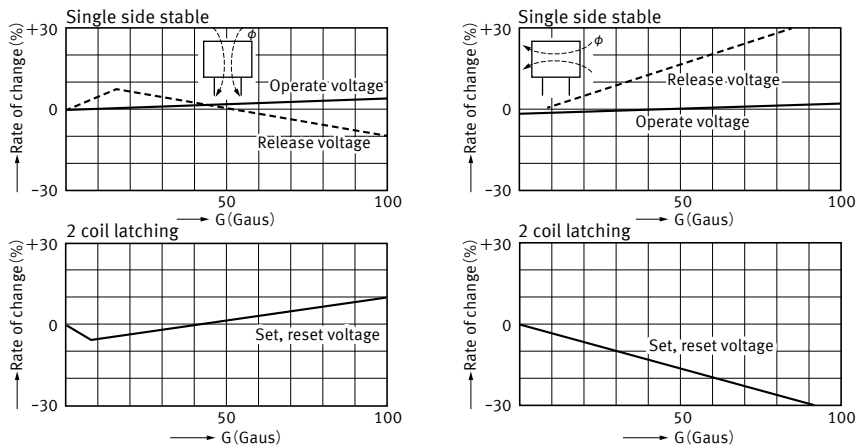 Single side stable
+30
0
-30
Rate of change (%)
ϕ
Operate voltage
Release voltage
50
100
G(Gaus)
Single side stable
+30
0
-30
Rate of change (%)
ϕ
Release voltage
Operate voltage
50
100
G(Gaus)
2 coil latching
+30
0
-30
Rate of change (%)
Set, reset voltage
50
100
G(Gaus)
2 coil latching
+30
0
-30
Rate of change (%)
Set, reset voltage
50
100
G(Gaus)